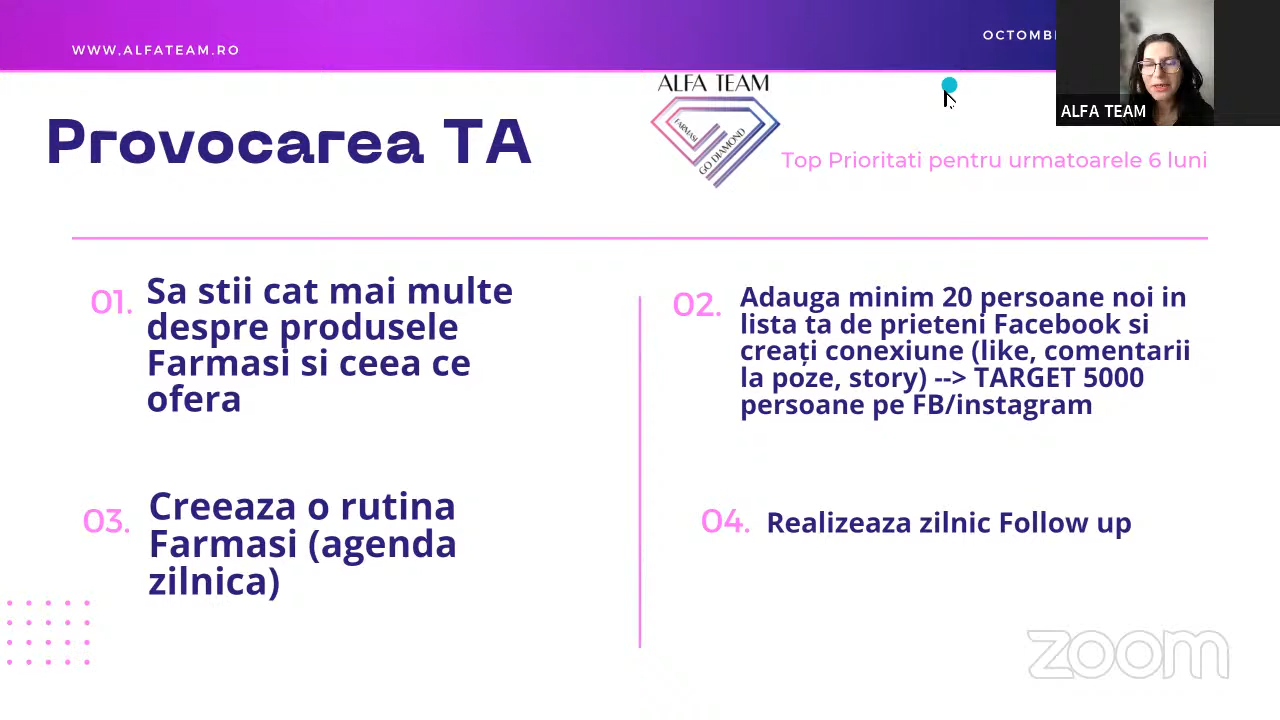 WWW.ALFATEAM.RO
OCTOMB
ALFA TEAM
ALFA TEAM
FARMASI
GO DIAMOND
Provocarea TA
Top Prioritati pentru urmatoarele 6 luni
01. Sa stii cat mai multe
despre produsele
Farmasi si ceea ce
ofera
02. Adauga minim 20 persoane noi in
lista ta de prieteni Facebook si
creați conexiune (like, comentarii
la poze, story) --> TARGET 5000
persoane pe FB/instagram
03. Creeaza o rutina
Farmasi (agenda
zilnica)
04. Realizeaza zilnic Follow up
zoom